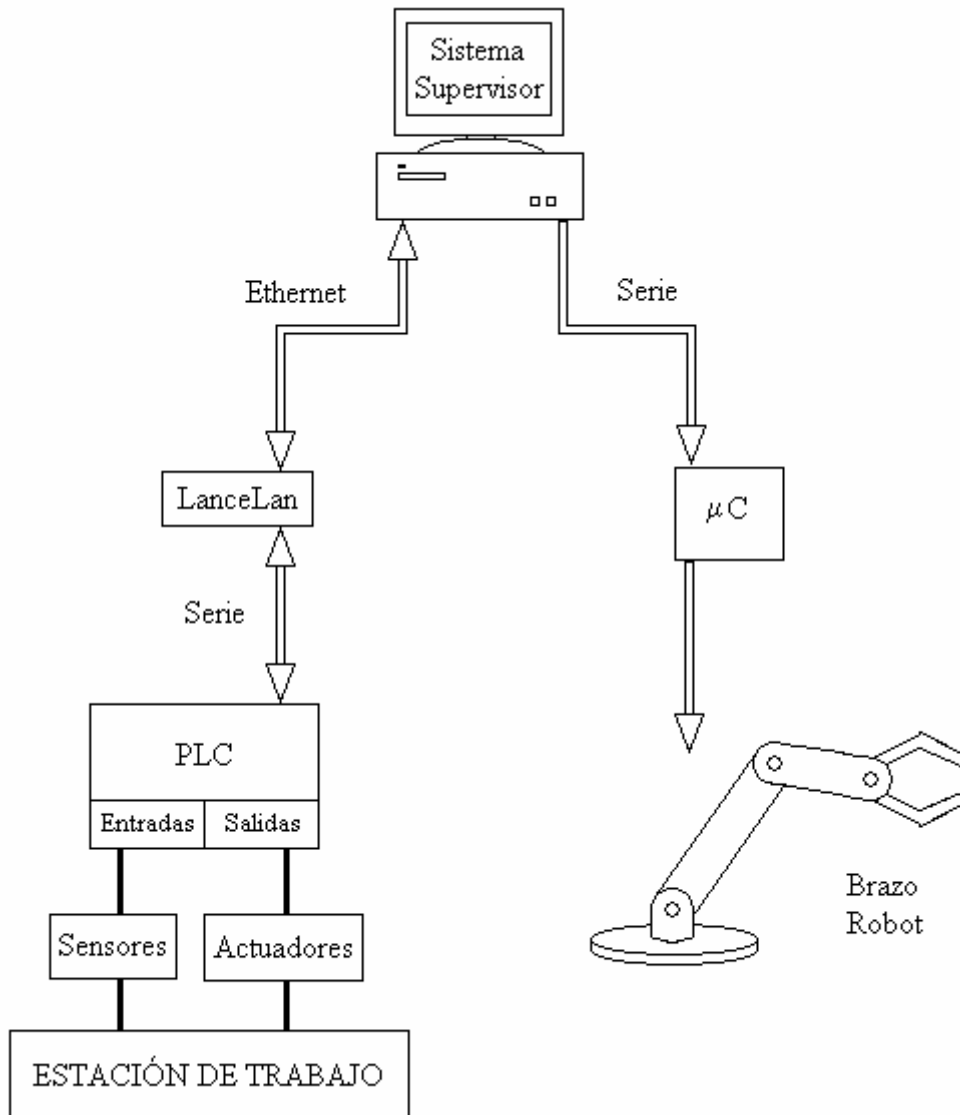 Sistema
Supervisor
Ethernet
Serie
LanceLan
μC
Serie
PLC
Entradas
Salidas
Brazo
Robot
Sensores
Actuadores
ESTACIÓN DE TRABAJO